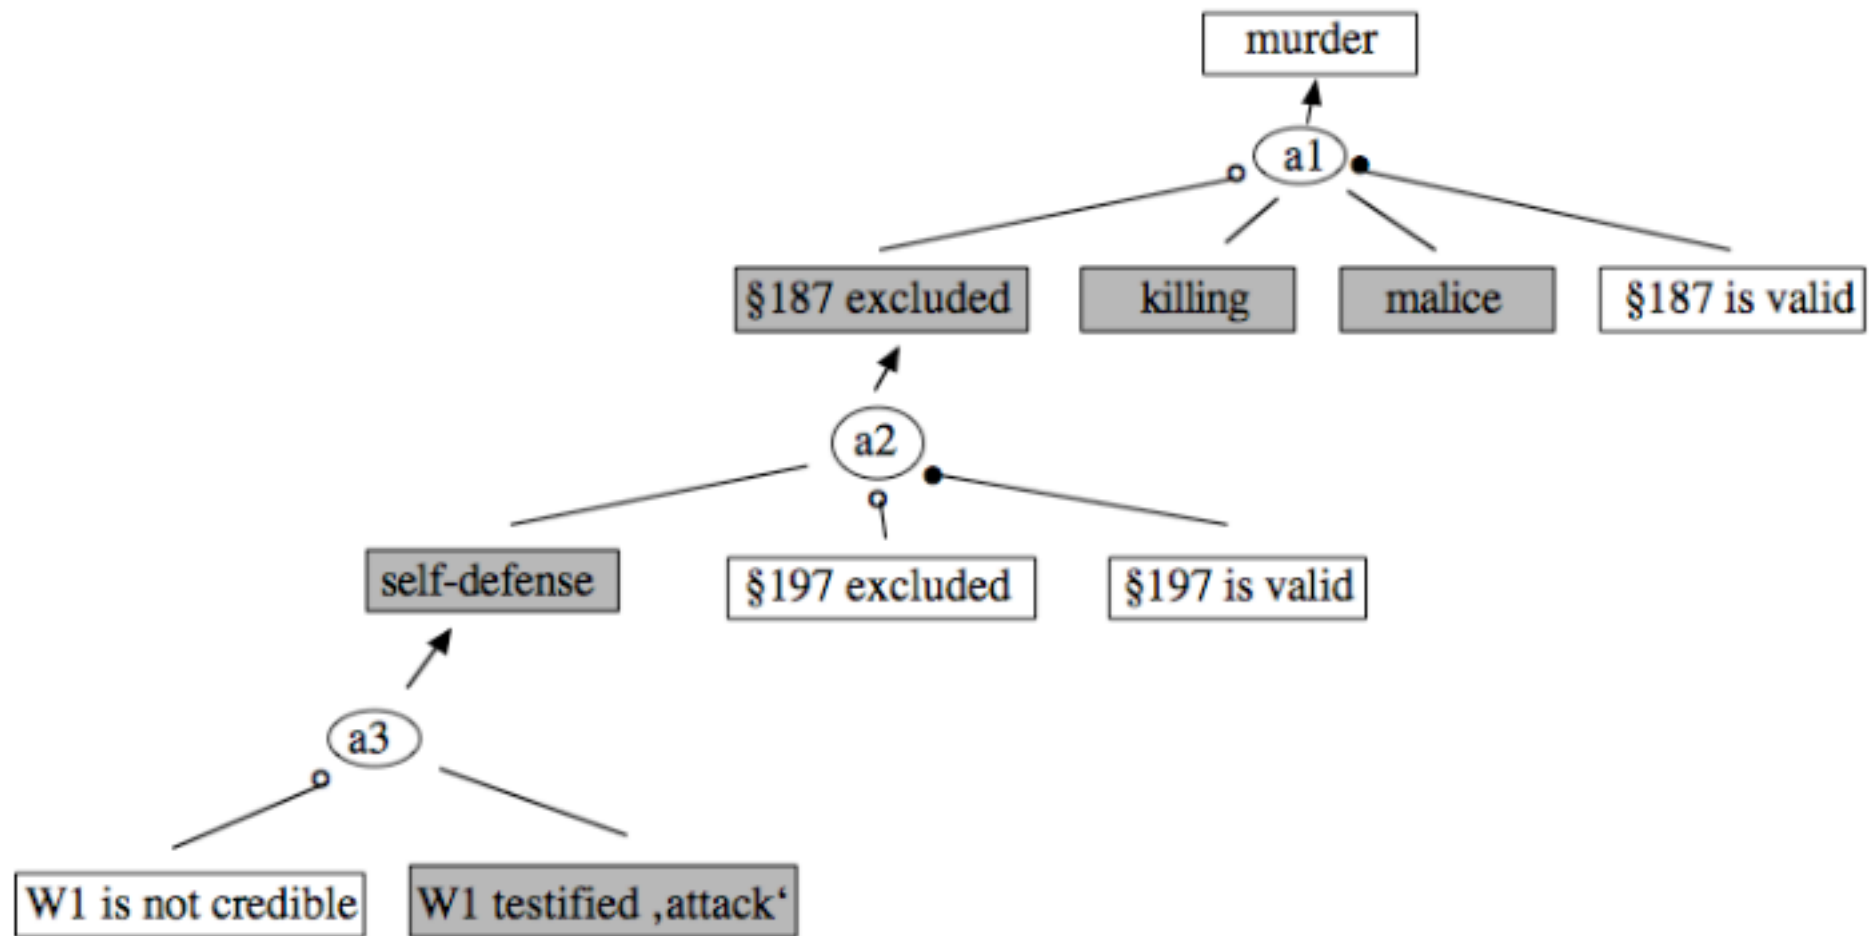 murder
a1
§187 excluded
killing
malice
§187 is valid
a2
self-defense
§197 excluded
§197 is valid
a3
W1 is not credible
W1 testified ‚attack‘